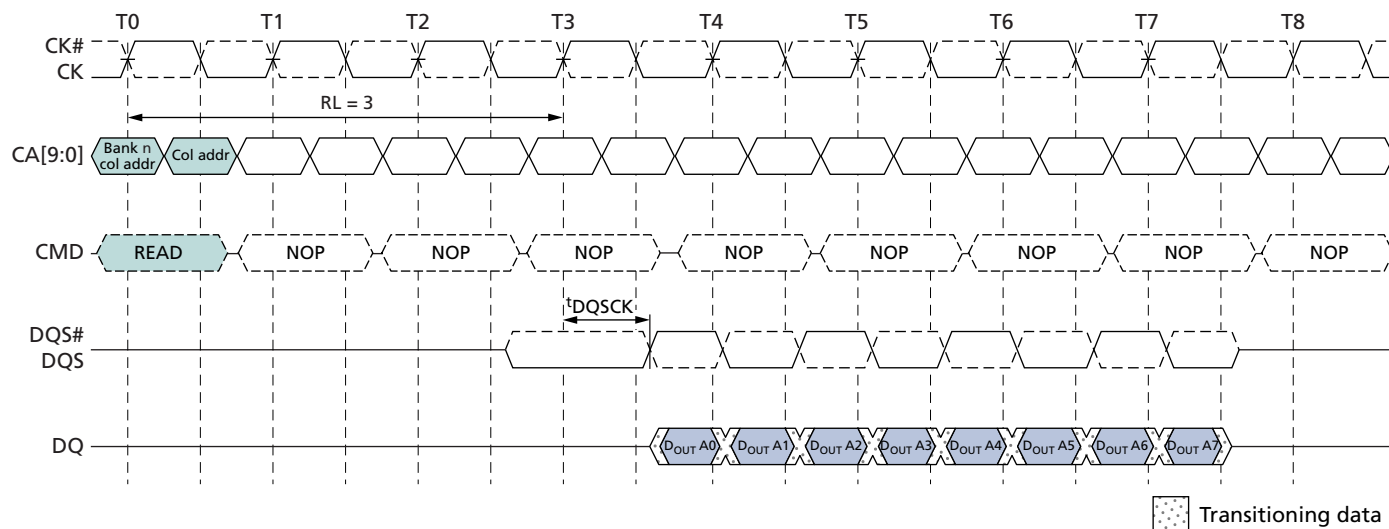 T0 T1 T2 T3 T4 T5 T6 T7 T8
CK#
CK
RL = 3
CA[9:0]
Bank n
col addr
Col addr
CMD READ NOP NOP NOP NOP NOP NOP NOP NOP
tDQSCK
DQS#
DQS
DQ DOUT A0 DOUT A1 DOUT A2 DOUT A3 DOUT A4 DOUT A5 DOUT A6 DOUT A7
Transitioning data